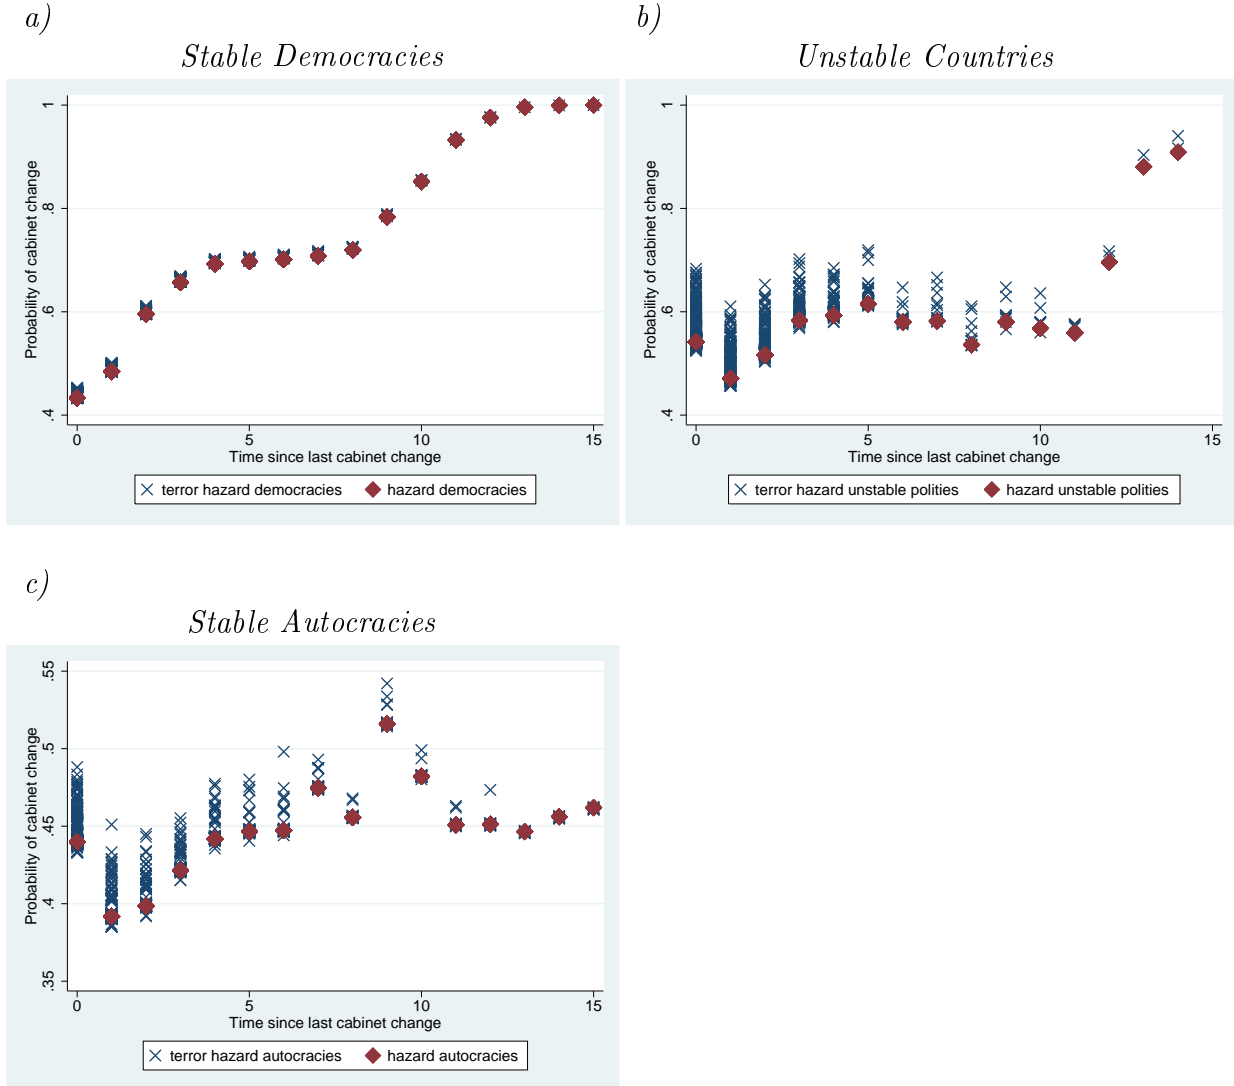 a)
Stable Democracies
Probability of cabinet change
1
.8
.6
.4
0 5 10 15
Time since last cabinet change
terror hazard democracies hazard democracies
b)
Unstable Countries
Probability of cabinet change
1
.8
.6
.4
0 5 10 15
Time since last cabinet change
terror hazard unstable polities hazard unstable polities
c)
Stable Autocracies
Probability of cabinet change
.55
.5
.45
.4
.35
0 5 10 15
Time since last cabinet change
terror hazard autocracies hazard autocracies